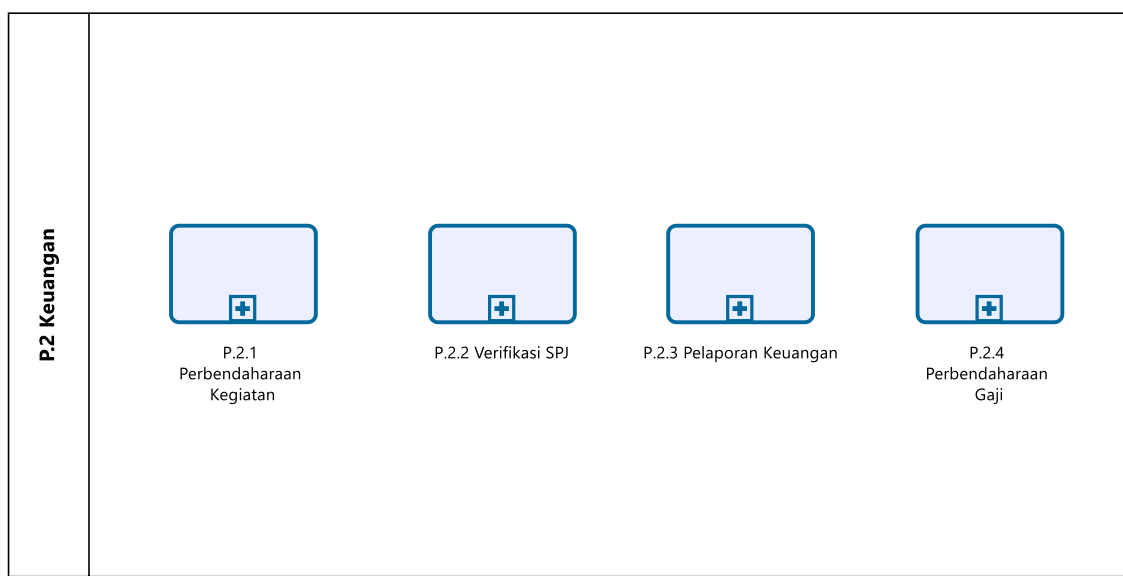 P.2 Keuangan
P.2.1
Perbendaharaan
Kegiatan
P.2.2 Verifikasi SPJ
P.2.3 Pelaporan Keuangan
P.2.4
Perbendaharaan
Gaji